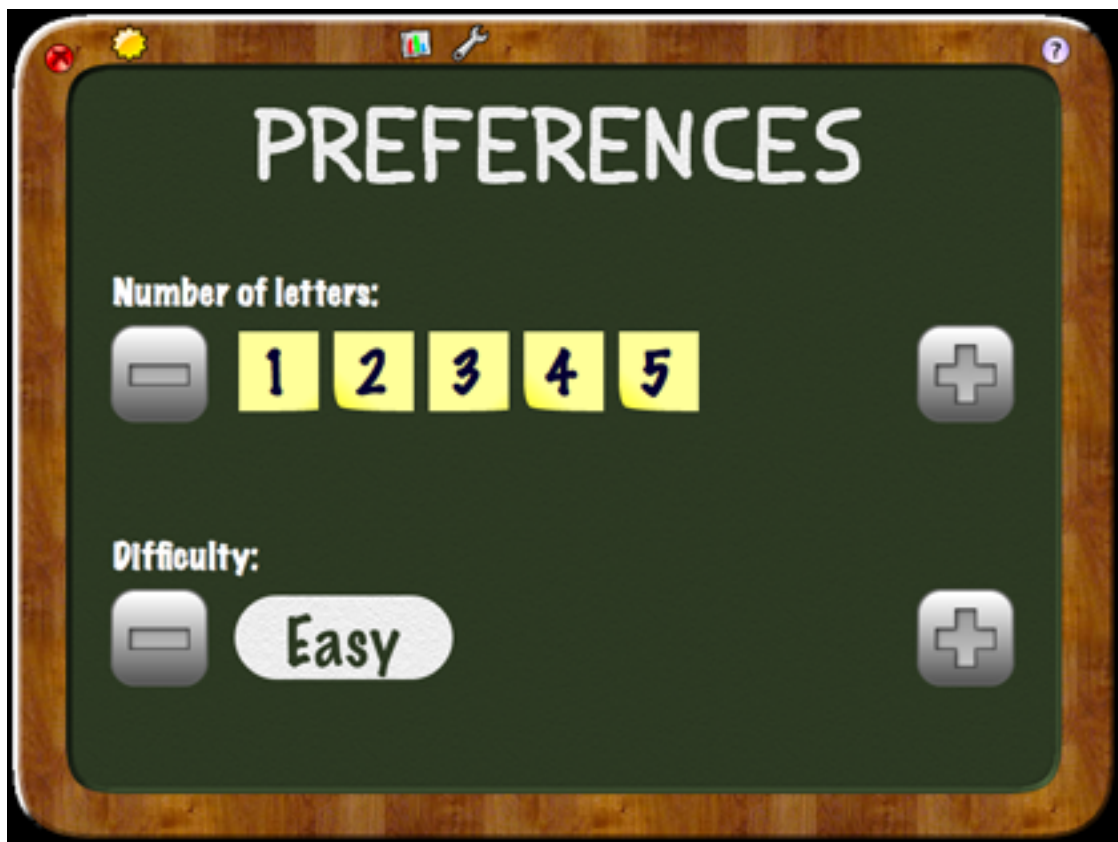 ?
PREFERENCES
Number of letters:
1 2 3 4 5
Difficulty:
Easy